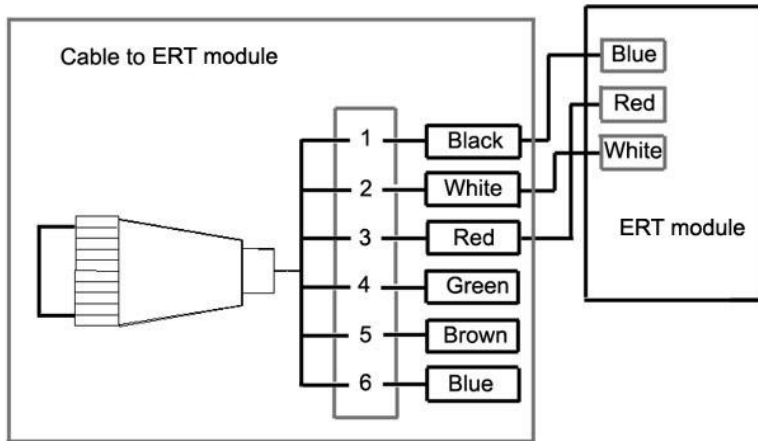 Cable to ERT module
1 Black
2 White
3 Red
4 Green
5 Brown
6 Blue
Blue
Red
White
ERT module